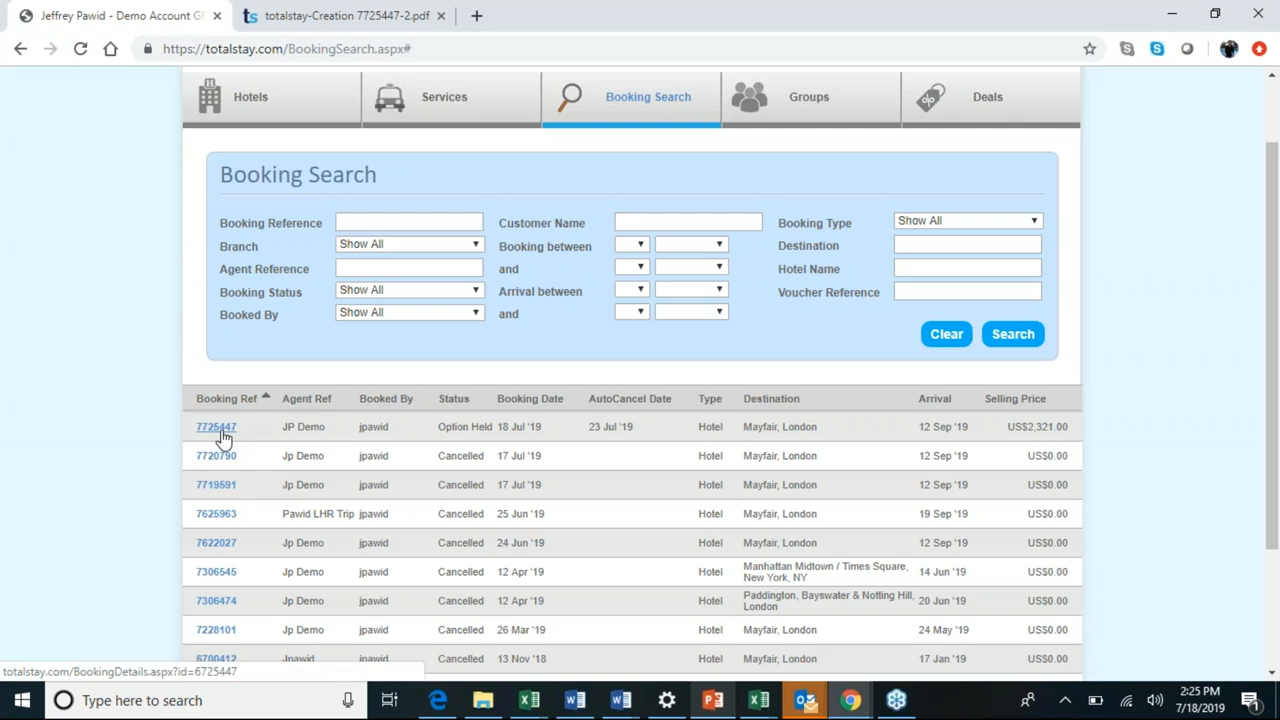 Jeffrey Pawid - Demo Account G
ts totalstay-Creation 7725447-2.pdf
https://totalstay.com/BookingSearch.aspx#
Hotels Services Booking Search Groups Deals
Booking Search
Booking Reference Customer Name Booking Type Show All
Branch Show All Booking between Destination
Agent Reference and Hotel Name
Booking Status Show All Arrival between Voucher Reference
Booked By Show All and
Clear Search
Booking Ref Agent Ref Booked By Status Booking Date AutoCancel Date Type Destination Arrival Selling Price
7725447 JP Demo jpawid Option Held 18 Jul '19 23 Jul '19 Hotel Mayfair, London 12 Sep '19 US$2,321.00
7720790 Jp Demo jpawid Cancelled 17 Jul '19 Hotel Mayfair, London 12 Sep '19 US$0.00
7719591 Jp Demo jpawid Cancelled 17 Jul '19 Hotel Mayfair, London 12 Sep '19 US$0.00
7625963 Pawid LHR Trip jpawid Cancelled 25 Jun '19 Hotel Mayfair, London 19 Sep '19 US$0.00
7622027 Jp Demo jpawid Cancelled 24 Jun '19 Hotel Mayfair, London 12 Sep '19 US$0.00
7306545 Jp Demo jpawid Cancelled 12 Apr '19 Hotel Manhattan Midtown / Times Square, New York, NY 14 Jun '19 US$0.00
7306474 Jp Demo jpawid Cancelled 12 Apr '19 Hotel Paddington, Bayswater & Notting Hill, London 20 Jun '19 US$0.00
7228101 Jp Demo jpawid Cancelled 26 Mar '19 Hotel Mayfair, London 24 May '19 US$0.00
6700412 Jpawid jpawid Cancelled 13 Nov '18 Hotel Mayfair, London 17 Jan '19 US$0.00
totalstay.com/BookingDetails.aspx?id=6725447
Type here to search
2:25 PM
7/18/2019
1